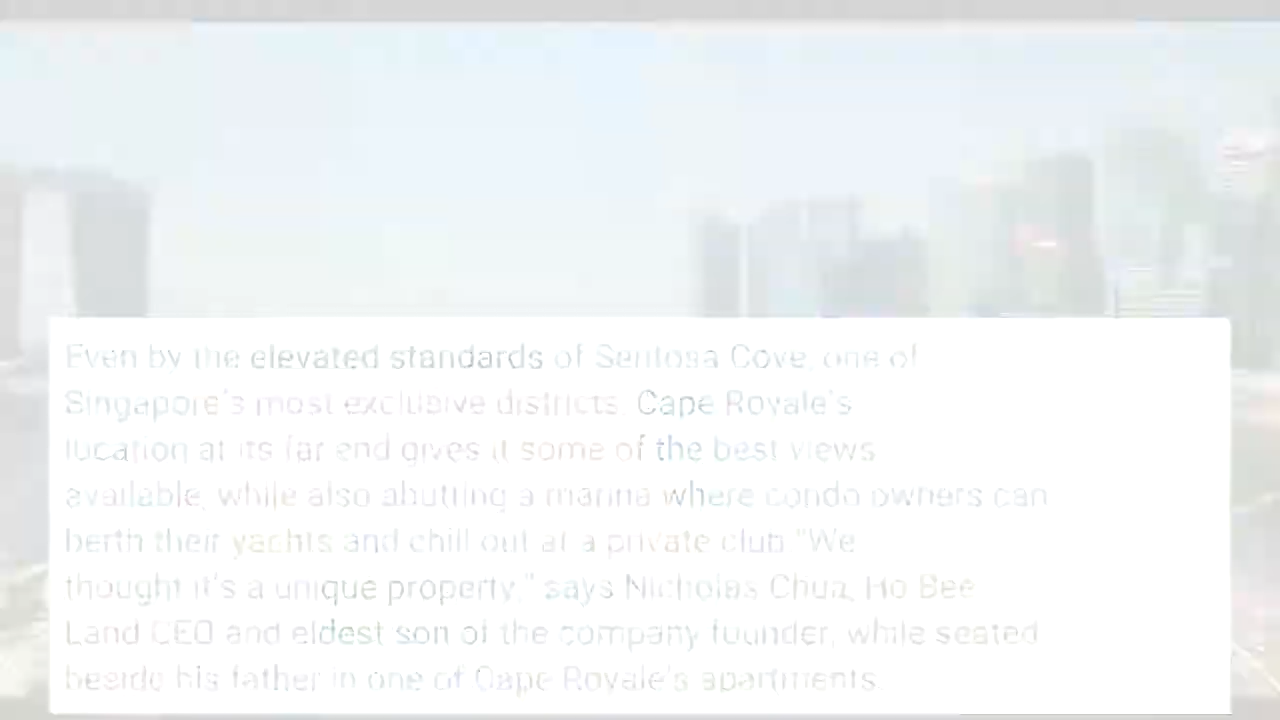 Even by the elevated standards of Sentosa Cove, one of
Singapore's most exclusive districts, Cape Royale's
location at its far end gives it some of the best views
available, while also abutting a marina where condo owners can
berth their yachts and chill out at a private club. "We
thought it's a unique property," says Nicholas Chua, Ho Bee
Land CEO and eldest son of the company founder, while seated
beside his father in one of Cape Royale's apartments.